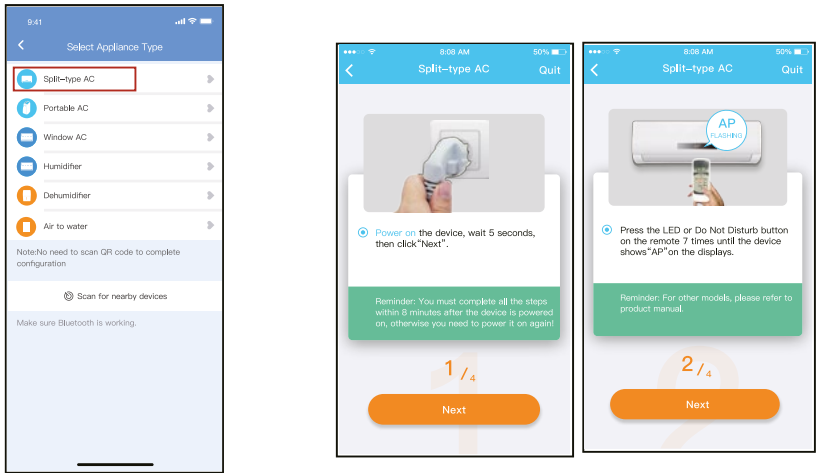 9:41
Select Appliance Type
Split-type AC
Portable AC
Window AC
Humidifier
Dehumidifier
Air to water
Note:No need to scan QR code to complete
configuration
Scan for nearby devices
Make sure Bluetooth is working.
8:08 AM
50%
Split-type AC
Quit
Power on the device, wait 5 seconds,
then click“Next”.
Reminder: You must complete all the steps
within 8 minutes after the device is powered
on, otherwise you need to power it on again!
1/4
Next
8:08 AM
50%
Split-type AC
Quit
AP
FLASHING
Press the LED or Do Not Disturb button
on the remote 7 times until the device
shows“AP”on the displays.
Reminder: For other models, please refer to
product manual.
2/4
Next